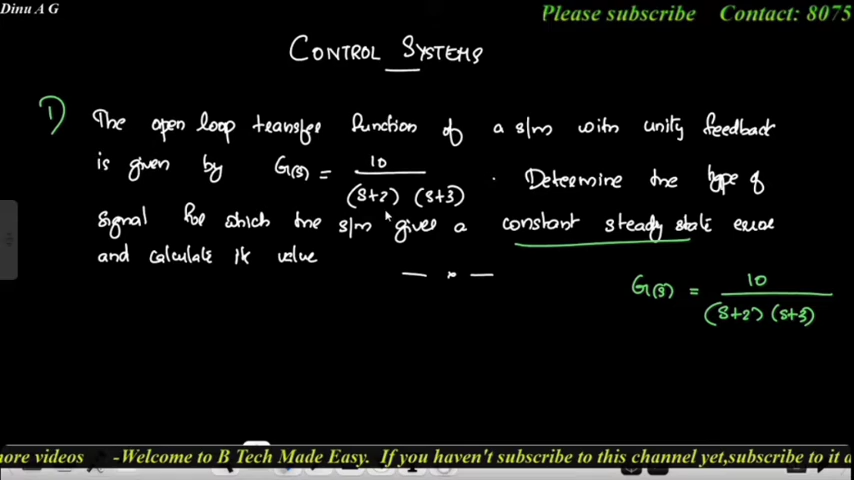 Dinu A G
Please subscribe Contact: 8075
CONTROL SYSTEMS
1) The open loop transfer function of a s/m with unity feedback
is given by G(s) = 10 / (S+2) (S+3) . Determine the type of
signal for which the s/m gives a constant steady state error
and calculate its value
G(s) = 10 / (S+2) (S+3)
more videos -Welcome to B Tech Made Easy. If you haven't subscribe to this channel yet,subscribe to it a